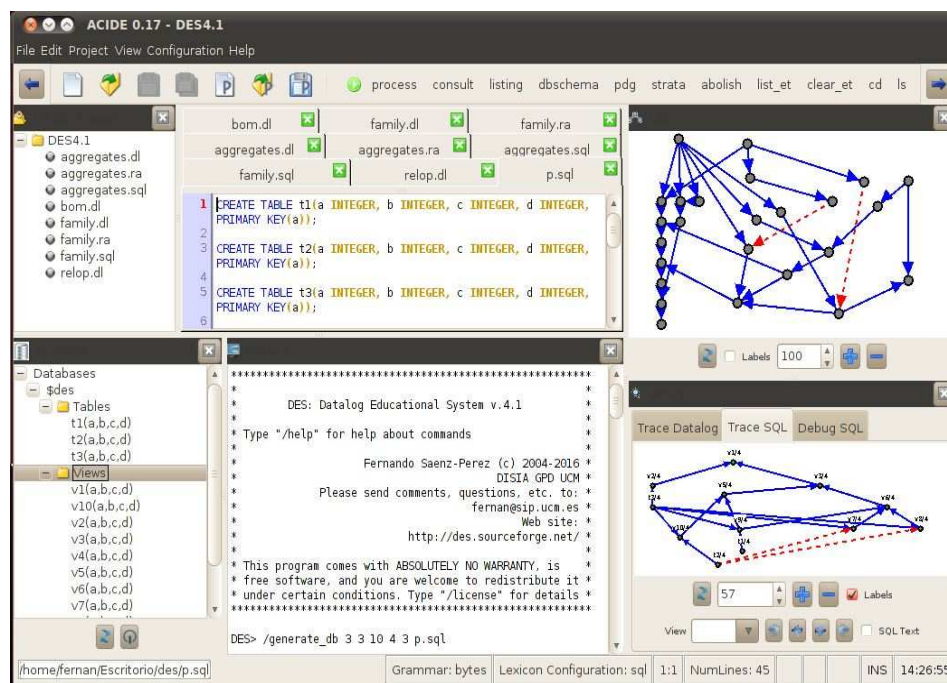 ACIDE 0.17 - DES4.1
File Edit Project View Configuration Help
process consult listing dbschema pdg strata abolish list_et clear_et cd ls
DES4.1
aggregates.dl
aggregates.ra
aggregates.sql
bom.dl
family.dl
family.ra
family.sql
relop.dl
bom.dl family.dl family.ra
aggregates.dl aggregates.ra aggregates.sql
family.sql relop.dl p.sql
1 CREATE TABLE t1(a INTEGER, b INTEGER, c INTEGER, d INTEGER,
PRIMARY KEY(a));
2
3 CREATE TABLE t2(a INTEGER, b INTEGER, c INTEGER, d INTEGER,
PRIMARY KEY(a));
4
5 CREATE TABLE t3(a INTEGER, b INTEGER, c INTEGER, d INTEGER,
PRIMARY KEY(a));
6
Labels 100
Databases
$des
Tables
t1(a,b,c,d)
t2(a,b,c,d)
t3(a,b,c,d)
Views
v1(a,b,c,d)
v10(a,b,c,d)
v2(a,b,c,d)
v3(a,b,c,d)
v4(a,b,c,d)
v5(a,b,c,d)
v6(a,b,c,d)
v7(a,b,c,d)
*********************************************************
* *
* DES: Datalog Educational System v.4.1 *
* *
* Type "/help" for help about commands *
* *
* Fernando Saenz-Perez (c) 2004-2016 *
* DISIA GPD UCM *
* Please send comments, questions, etc. to: *
* fernan@sip.ucm.es *
* Web site: *
* http://des.sourceforge.net/ *
* *
* This program comes with ABSOLUTELY NO WARRANTY, is *
* free software, and you are welcome to redistribute it *
* under certain conditions. Type "/license" for details *
*********************************************************
DES> /generate_db 3 3 10 4 3 p.sql
Trace Datalog Trace SQL Debug SQL
v5/4
v6/4
v10/4
v9/4
57 Labels
View SQL Text
/home/fernan/Escritorio/des/p.sql Grammar: bytes Lexicon Configuration: sql 1:1 NumLines: 45 INS 14:26:55